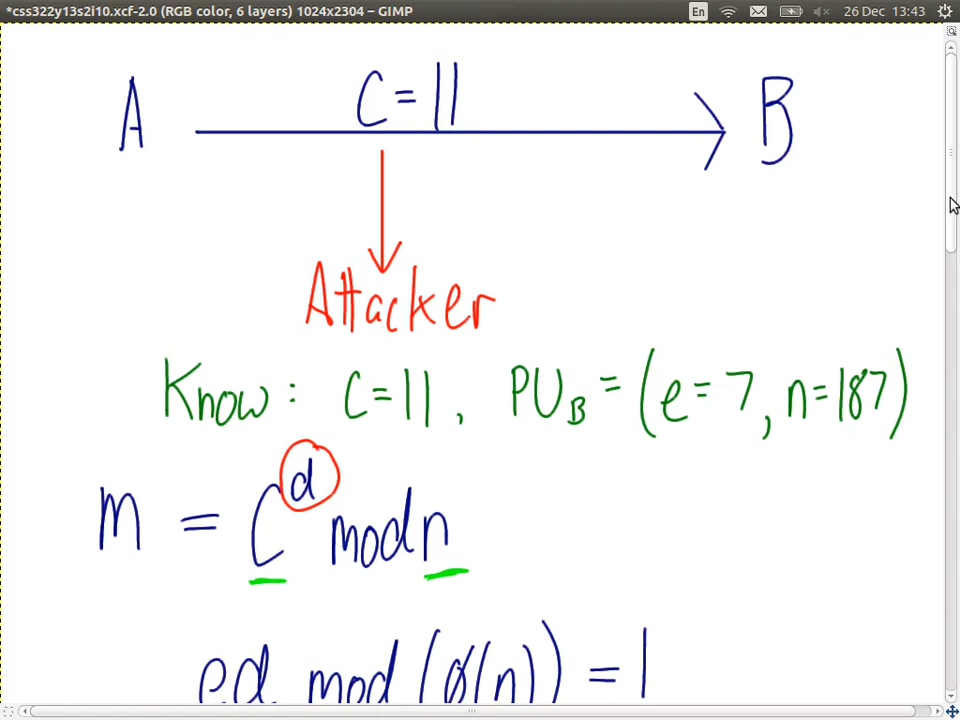 *css322y13s2i10.xcf-2.0 (RGB color, 6 layers) 1024x2304 – GIMP En 26 Dec 13:43
A C = 11 B
Attacker
Know : C = 11 , PU_B = (e = 7, n = 187)
M = C^d mod n
ed mod (ϕ(n)) = 1